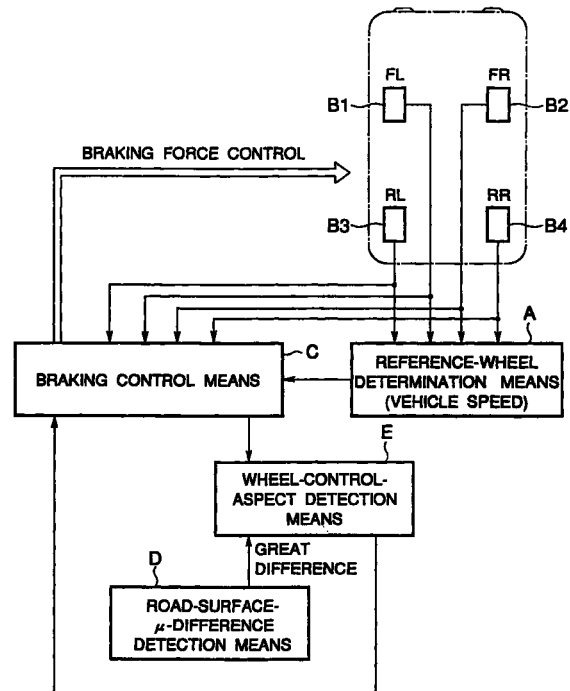 FL
FR
B1
B2
BRAKING FORCE CONTROL
RL
RR
B3
B4
A
C
BRAKING CONTROL MEANS
REFERENCE-WHEEL
DETERMINATION MEANS
(VEHICLE SPEED)
E
WHEEL-CONTROL-
ASPECT DETECTION
MEANS
GREAT
DIFFERENCE
D
ROAD-SURFACE-
μ-DIFFERENCE
DETECTION MEANS